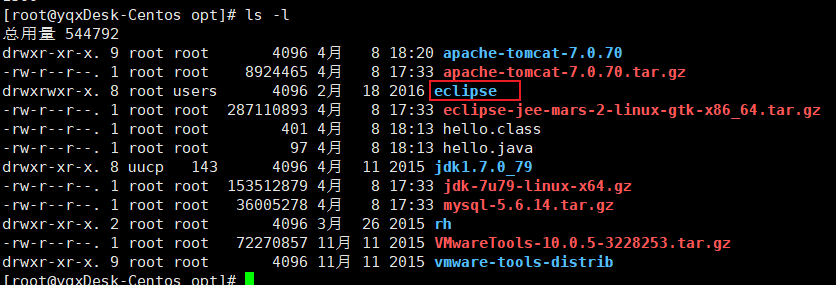 [root@yqxDesk-Centos opt]# ls -l
总用量 544792
drwxr-xr-x. 9 root root 4096 4月 8 18:20 apache-tomcat-7.0.70
-rw-r--r--. 1 root root 8924465 4月 8 17:33 apache-tomcat-7.0.70.tar.gz
drwxrwxr-x. 8 root users 4096 2月 18 2016 eclipse
-rw-r--r--. 1 root root 287110893 4月 8 17:33 eclipse-jee-mars-2-linux-gtk-x86_64.tar.gz
-rw-r--r--. 1 root root 401 4月 8 18:13 hello.class
-rw-r--r--. 1 root root 97 4月 8 18:13 hello.java
drwxr-xr-x. 8 uucp 143 4096 4月 11 2015 jdk1.7.0_79
-rw-r--r--. 1 root root 153512879 4月 8 17:33 jdk-7u79-linux-x64.gz
-rw-r--r--. 1 root root 36005278 4月 8 17:33 mysql-5.6.14.tar.gz
drwxr-xr-x. 2 root root 4096 3月 26 2015 rh
-rw-r--r--. 1 root root 72270857 11月 11 2015 VMwareTools-10.0.5-3228253.tar.gz
drwxr-xr-x. 9 root root 4096 11月 11 2015 vmware-tools-distrib
[root@yqxDesk-Centos opt]#